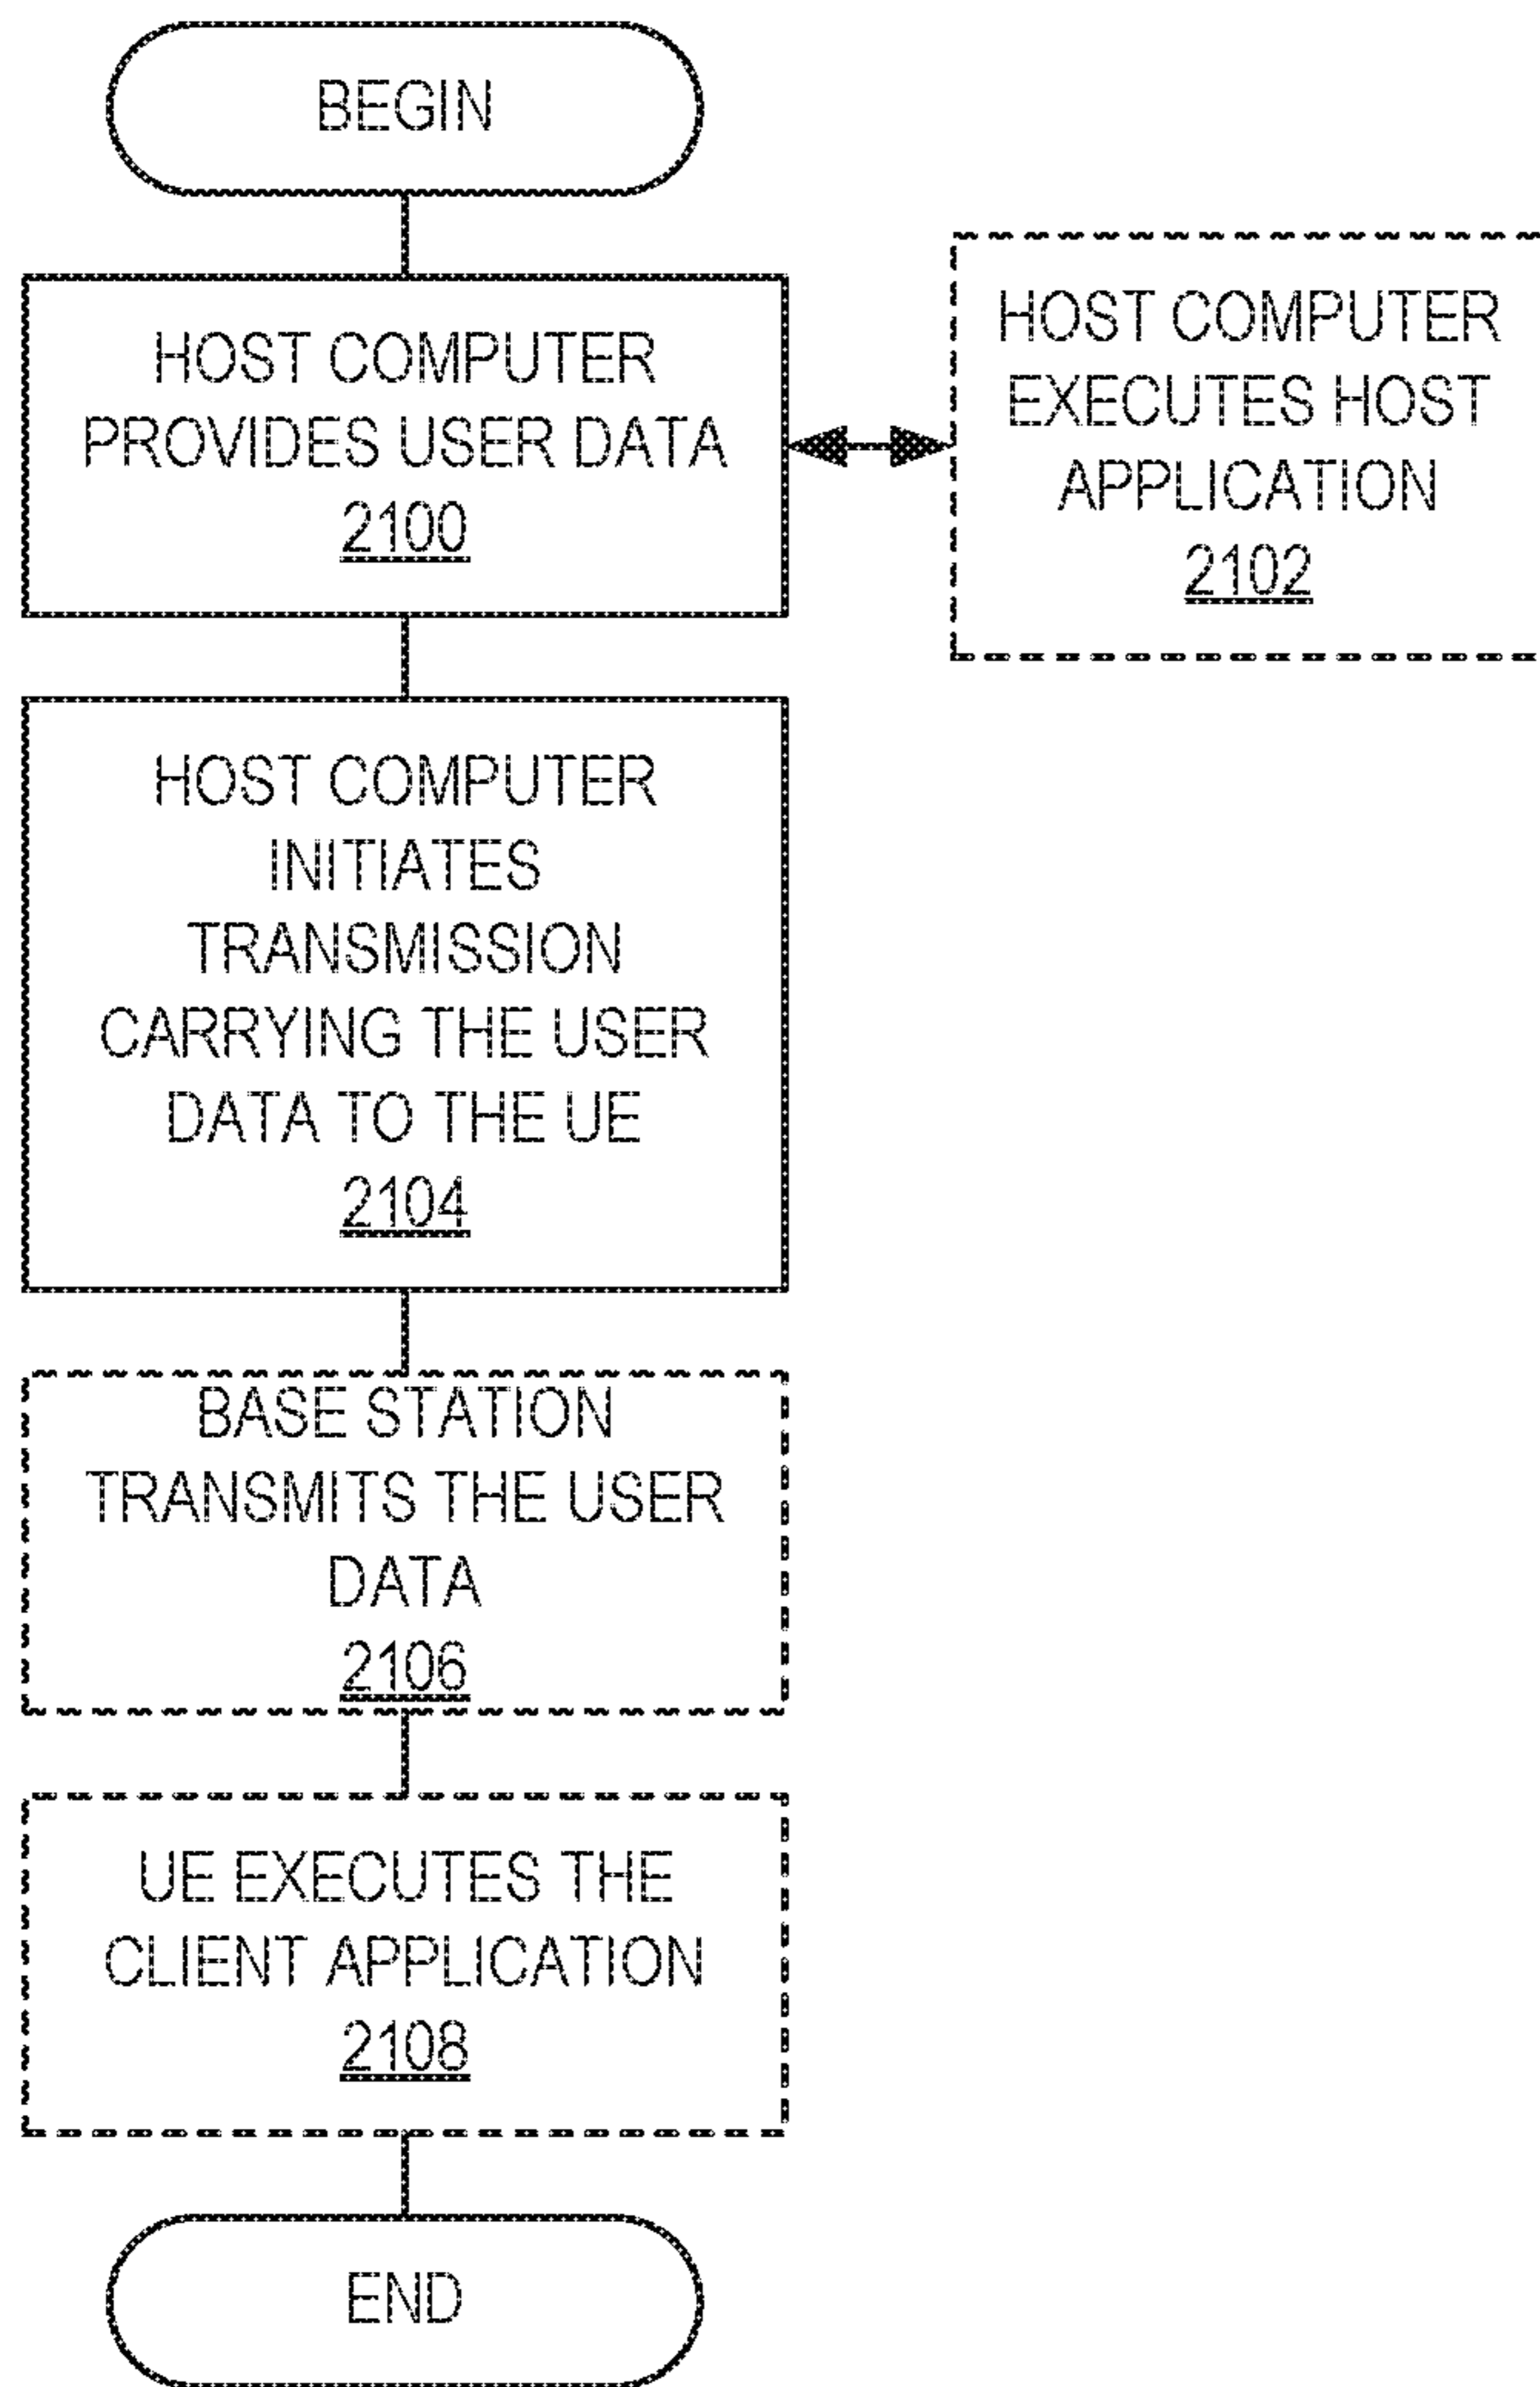 BEGIN
HOST COMPUTER
PROVIDES USER DATA
2100
HOST COMPUTER
EXECUTES HOST
APPLICATION
2102
HOST COMPUTER
INITIATES
TRANSMISSION
CARRYING THE USER
DATA TO THE UE
2104
BASE STATION
TRANSMITS THE USER
DATA
2106
UE EXECUTES THE
CLIENT APPLICATION
2108
END